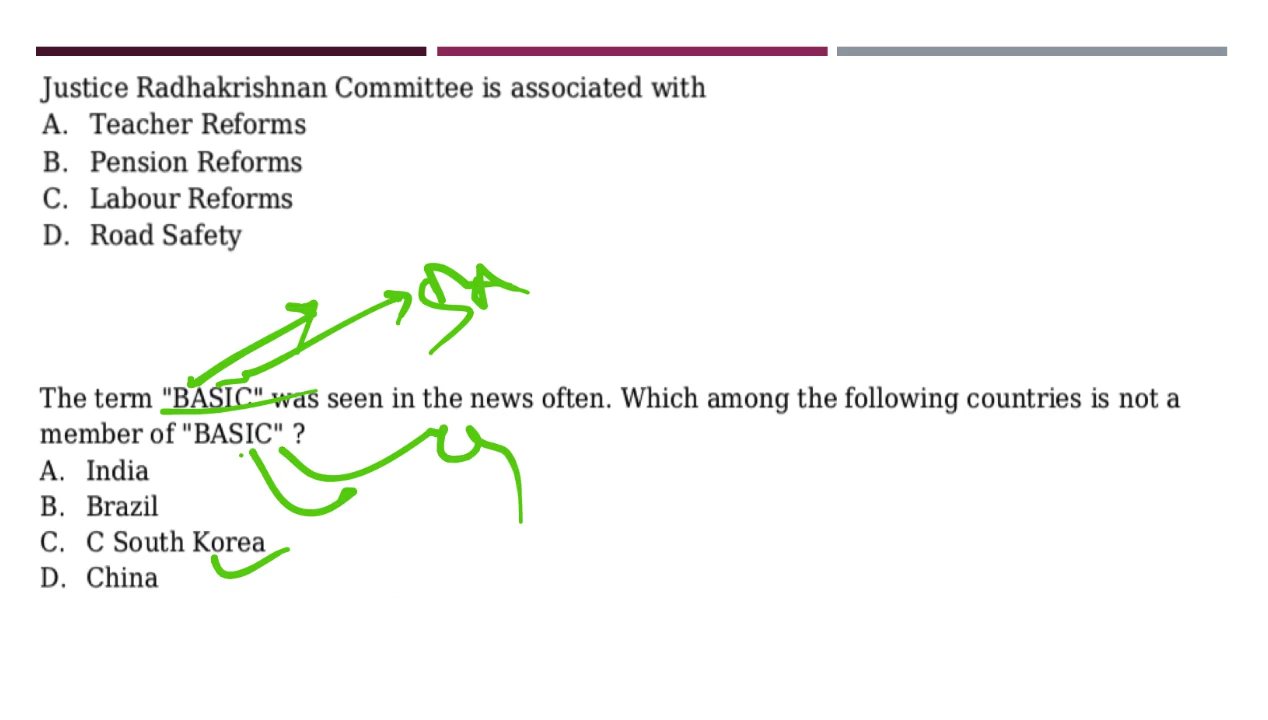 Justice Radhakrishnan Committee is associated with
A. Teacher Reforms
B. Pension Reforms
C. Labour Reforms
D. Road Safety
The term "BASIC" was seen in the news often. Which among the following countries is not a
member of "BASIC" ?
A. India
B. Brazil
C. C South Korea
D. China